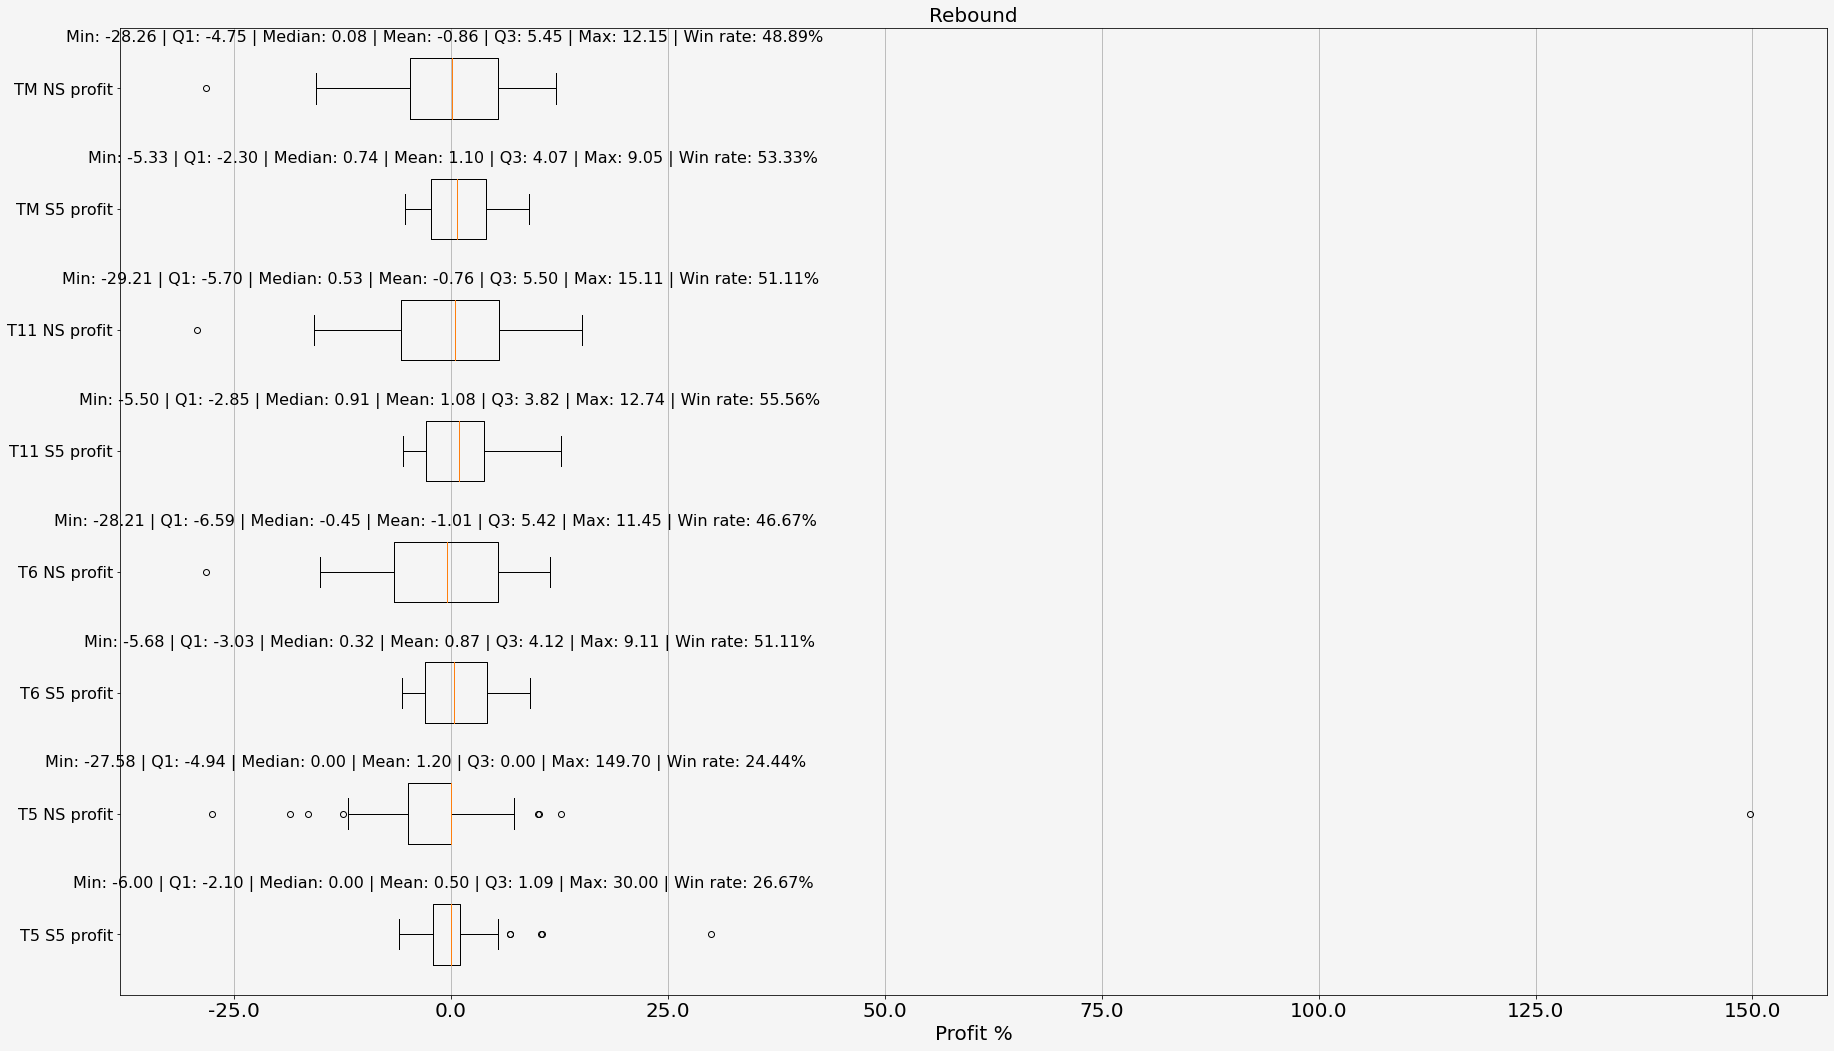 Rebound
Min: -28.26 | Q1: -4.75 | Median: 0.08 | Mean: -0.86 | Q3: 5.45 | Max: 12.15 | Win rate: 48.89%
TM NS profit
Min: -5.33 | Q1: -2.30 | Median: 0.74 | Mean: 1.10 | Q3: 4.07 | Max: 9.05 | Win rate: 53.33%
TM S5 profit
Min: -29.21 | Q1: -5.70 | Median: 0.53 | Mean: -0.76 | Q3: 5.50 | Max: 15.11 | Win rate: 51.11%
T11 NS profit
Min: -5.50 | Q1: -2.85 | Median: 0.91 | Mean: 1.08 | Q3: 3.82 | Max: 12.74 | Win rate: 55.56%
T11 S5 profit
Min: -28.21 | Q1: -6.59 | Median: -0.45 | Mean: -1.01 | Q3: 5.42 | Max: 11.45 | Win rate: 46.67%
T6 NS profit
Min: -5.68 | Q1: -3.03 | Median: 0.32 | Mean: 0.87 | Q3: 4.12 | Max: 9.11 | Win rate: 51.11%
T6 S5 profit
Min: -27.58 | Q1: -4.94 | Median: 0.00 | Mean: 1.20 | Q3: 0.00 | Max: 149.70 | Win rate: 24.44%
T5 NS profit
Min: -6.00 | Q1: -2.10 | Median: 0.00 | Mean: 0.50 | Q3: 1.09 | Max: 30.00 | Win rate: 26.67%
T5 S5 profit
-25.0 0.0 25.0 50.0 75.0 100.0 125.0 150.0
Profit %